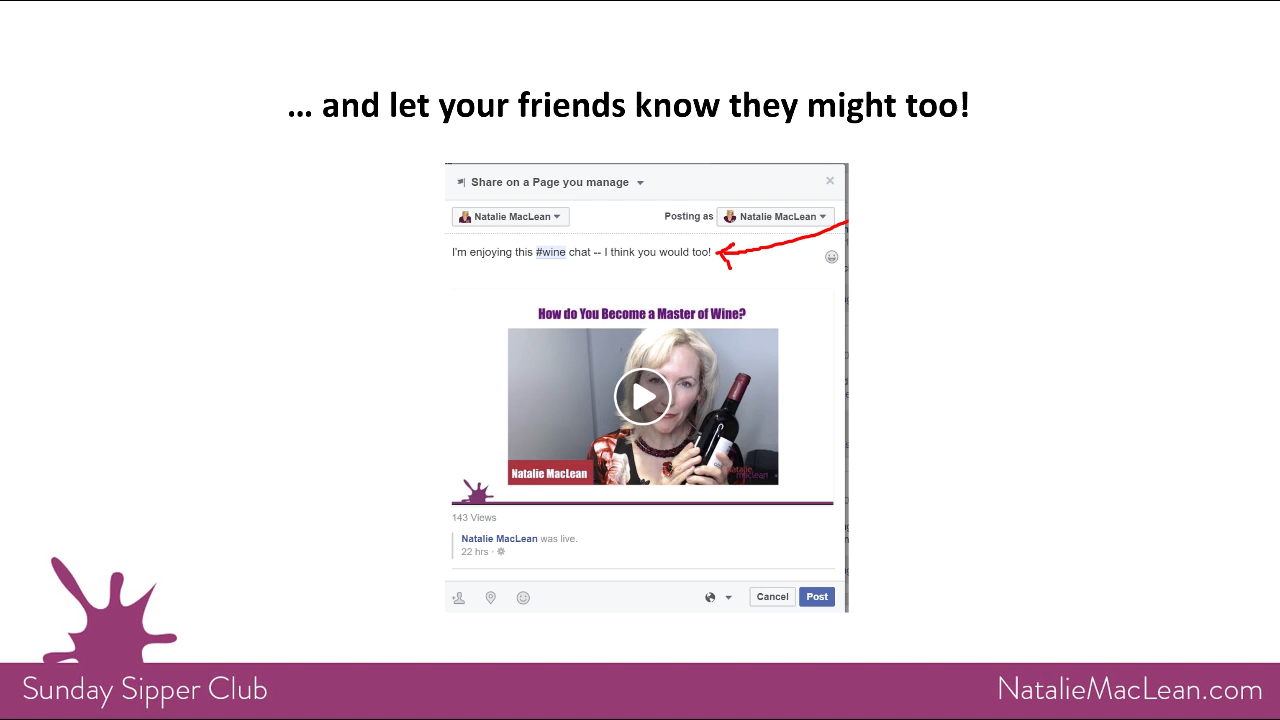 … and let your friends know they might too!
Share on a Page you manage
Natalie MacLean
Posting as
Natalie MacLean
I'm enjoying this #wine chat -- I think you would too!
How do You Become a Master of Wine?
Natalie MacLean
natalie
maclean
143 Views
Natalie MacLean was live.
22 hrs ·
Cancel
Post
Sunday Sipper Club
NatalieMacLean.com